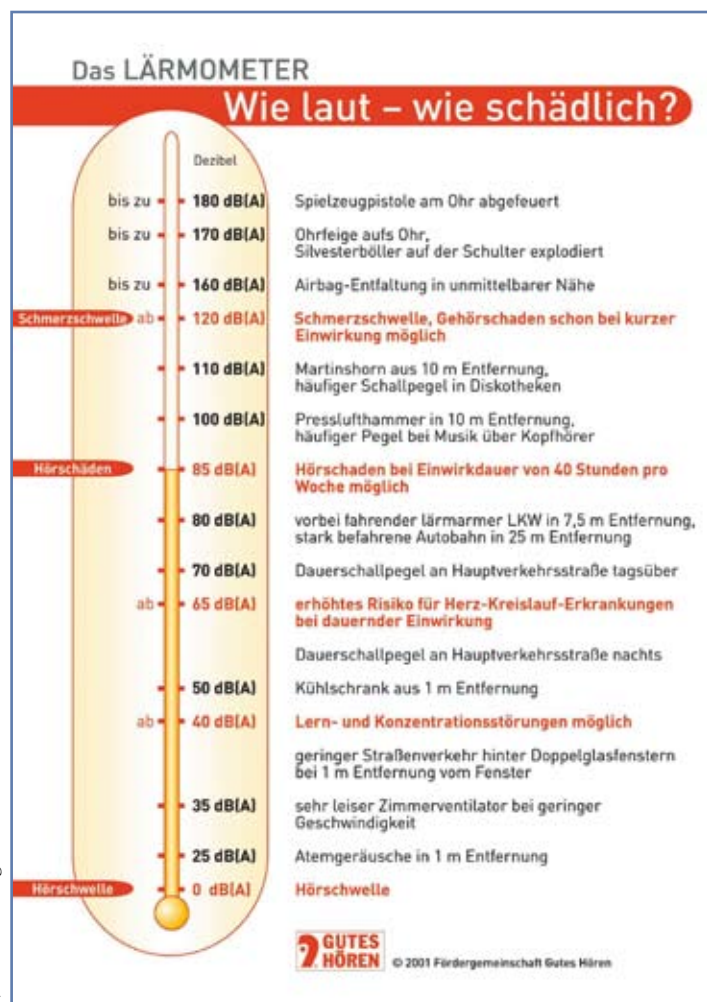 Das LÄRMOMETER
Wie laut – wie schädlich?
Dezibel
bis zu 180 dB(A) Spielzeugpistole am Ohr abgefeuert
bis zu 170 dB(A) Ohrfeige aufs Ohr,
Silvesterböller auf der Schulter explodiert
bis zu 160 dB(A) Airbag-Entfaltung in unmittelbarer Nähe
Schmerzschwelle ab 120 dB(A) Schmerzschwelle, Gehörschaden schon bei kurzer
Einwirkung möglich
110 dB(A) Martinshorn aus 10 m Entfernung,
häufiger Schallpegel in Diskotheken
100 dB(A) Presslufthammer in 10 m Entfernung,
häufiger Pegel bei Musik über Kopfhörer
Hörschäden 85 dB(A) Hörschaden bei Einwirkdauer von 40 Stunden pro
Woche möglich
80 dB(A) vorbei fahrender lärmarmer LKW in 7,5 m Entfernung,
stark befahrene Autobahn in 25 m Entfernung
70 dB(A) Dauerschallpegel an Hauptverkehrsstraße tagsüber
ab 65 dB(A) erhöhtes Risiko für Herz-Kreislauf-Erkrankungen
bei dauernder Einwirkung
Dauerschallpegel an Hauptverkehrsstraße nachts
50 dB(A) Kühlschrank aus 1 m Entfernung
ab 40 dB(A) Lern- und Konzentrationsstörungen möglich
geringer Straßenverkehr hinter Doppelglasfenstern
bei 1 m Entfernung vom Fenster
35 dB(A) sehr leiser Zimmerventilator bei geringer
Geschwindigkeit
25 dB(A) Atemgeräusche in 1 m Entfernung
Hörschwelle 0 dB(A) Hörschwelle
GUTES
HÖREN © 2001 Fördergemeinschaft Gutes Hören